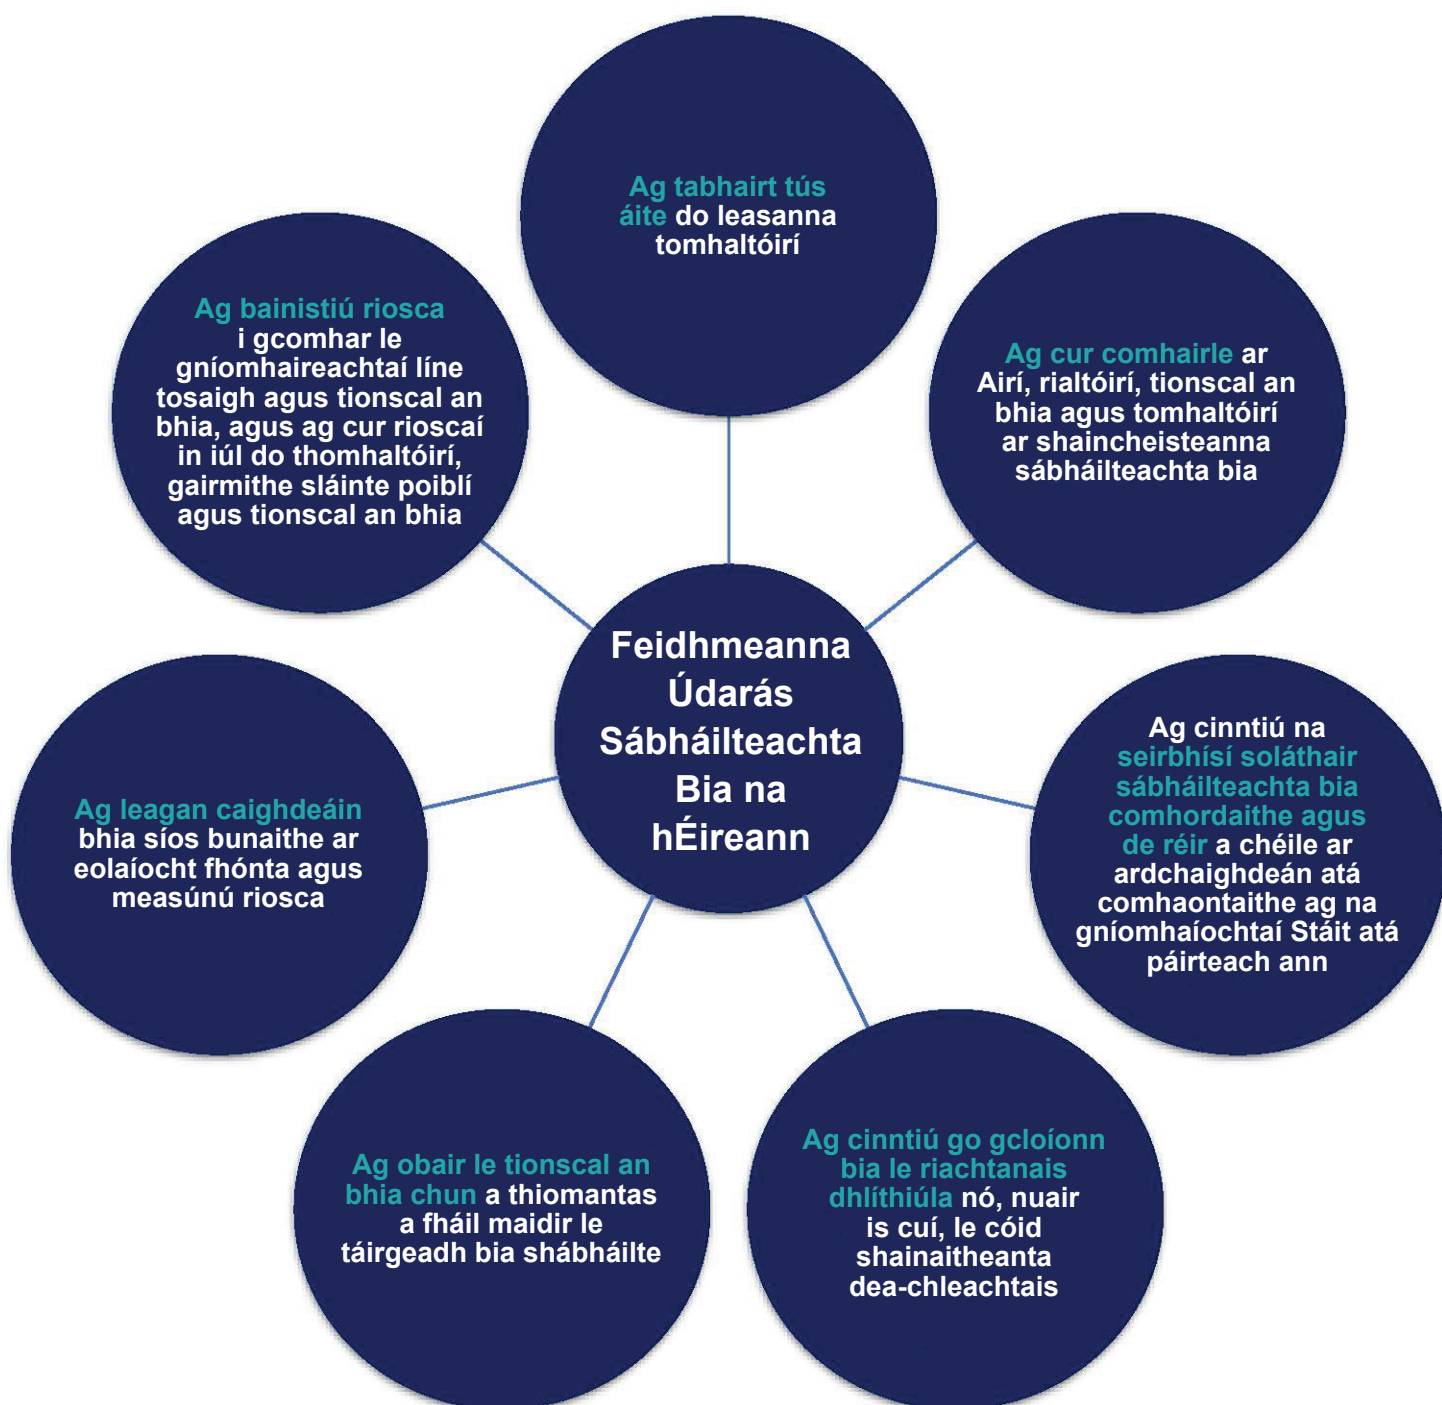 Ag tabhairt tús
áite do leasanna
tomhaltóirí
Ag cur comhairle ar
Airí, rialtóirí, tionscal an
bhia agus tomhaltóirí
ar shaincheisteanna
sábháilteachta bia
Ag cinntiú na
seirbhísí soláthair
sábháilteachta bia
comhordaithe agus
de réir a chéile ar
ardchaighdeán atá
comhaontaithe ag na
gníomhaíochtaí Stáit atá
páirteach ann
Ag cinntiú go gcloíonn
bia le riachtanais
dhlíthiúla nó, nuair
is cuí, le cóid
shainaitheanta
dea-chleachtais
Ag obair le tionscal an
bhia chun a thiomantas
a fháil maidir le
táirgeadh bia shábháilte
Ag leagan caighdeáin
bhia síos bunaithe ar
eolaíocht fhónta agus
measúnú riosca
Ag bainistiú riosca
i gcomhar le
gníomhaireachtaí líne
tosaigh agus tionscal an
bhia, agus ag cur rioscaí
in iúl do thomhaltóirí,
gairmithe sláinte poiblí
agus tionscal an bhia
Feidhmeanna
Údarás
Sábháilteachta
Bia na
hÉireann